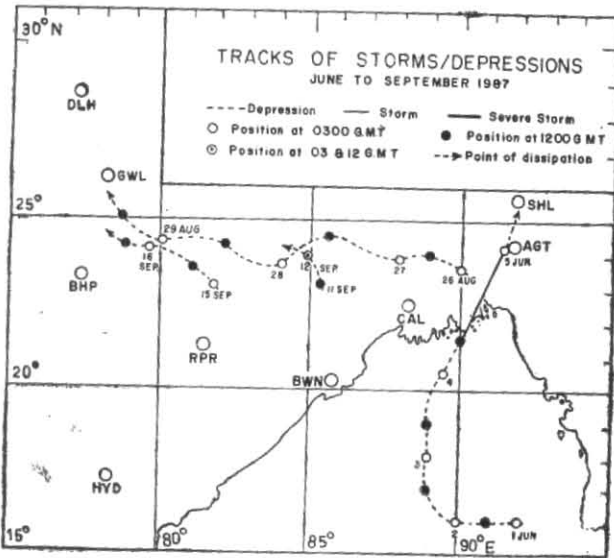 30°N
TRACKS OF STORMS/DEPRESSIONS
JUNE TO SEPTEMBER 1987
Depression Storm Severe Storm
Position at 0300 G.M.T Position at 1200 G M T
Position at 03 & 12 G.M.T Point of dissipation
DLH
GWL
25°
SHL
29 AUG
AGT
16 SEP.
12 SEP.
5 JUN
28
27
26 AUG
BHP
15 SEP.
11 SEP
CAL
RPR
20°
BWN
4
3
HYD
2
1 JUN
15°
80°
85°
90°E